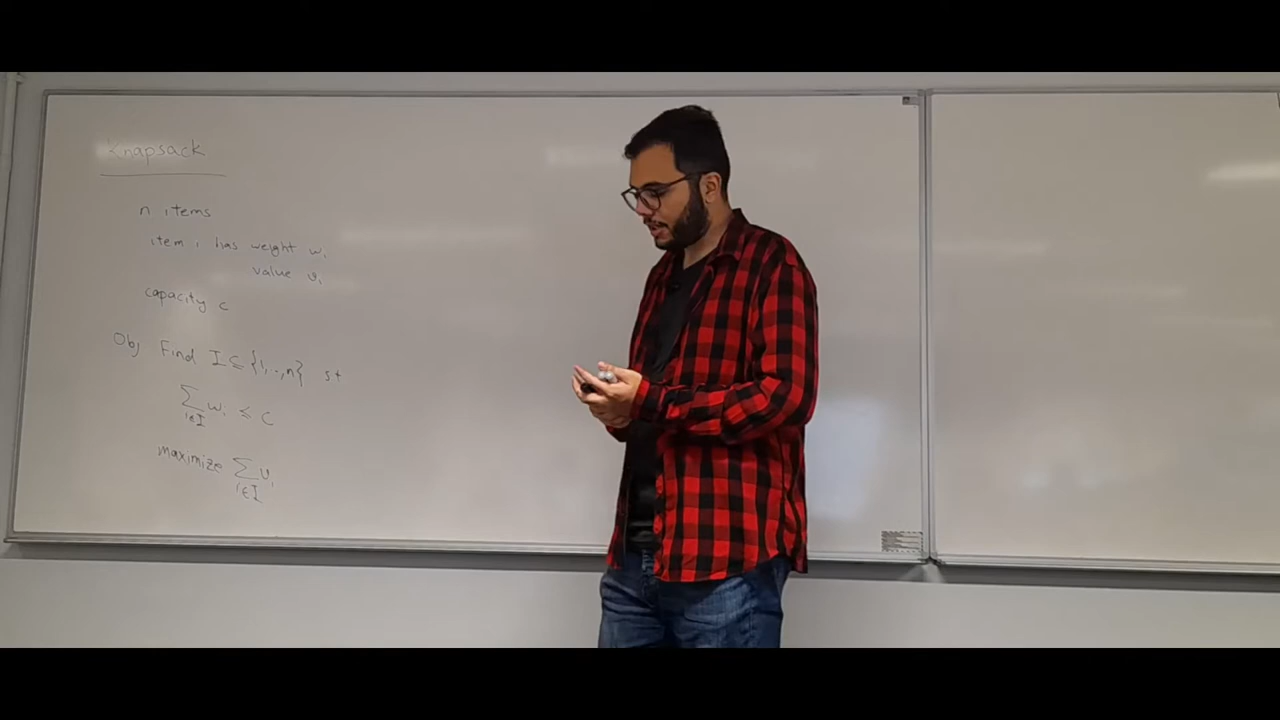 Knapsack
n items
item i has weight wᵢ
value vᵢ
capacity c
Obj Find I ⊆ {1,..,n} st
∑_{i∈I} wᵢ ≤ c
maximize ∑_{i∈I} vᵢ